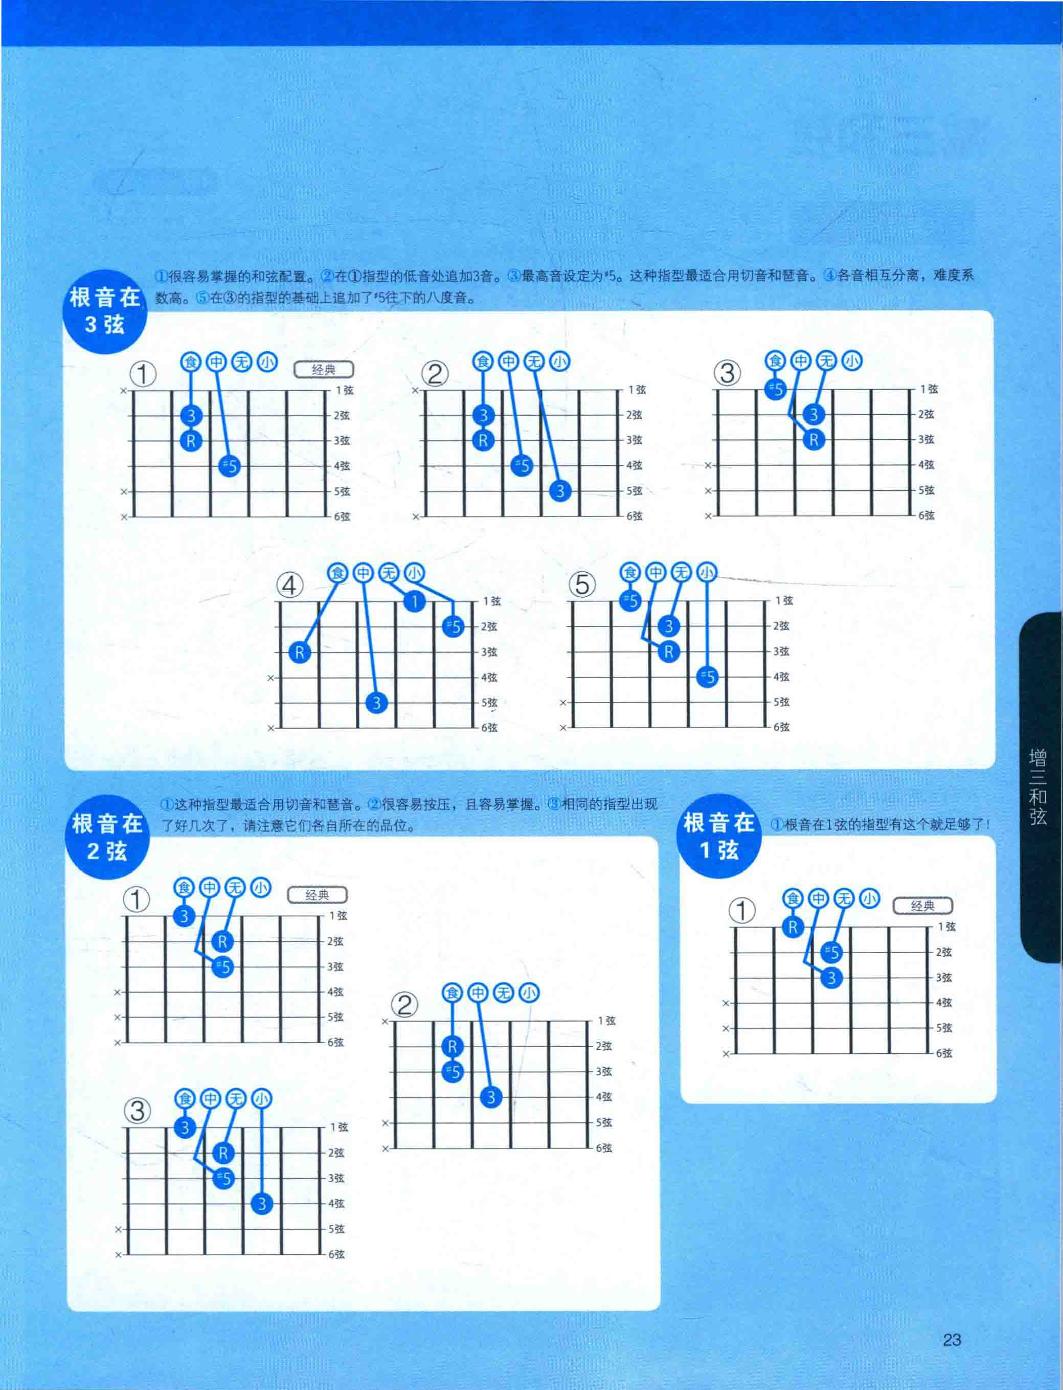 ①很容易掌握的和弦配置。②在①指型的低音处追加3音。③最高音设定为#5。这种指型最适合用切音和琶音。④各音相互分离，难度系
数高。⑤在③的指型的基础上追加了#5往下的八度音。
根音在
3弦
① 食 中 无 小 经典
× 1弦
3 2弦
R 3弦
#5 4弦
× 5弦
× 6弦
② 食 中 无 小
× 1弦
3 2弦
R 3弦
#5 4弦
3 5弦
× 6弦
③ 食 中 无 小
#5 1弦
3 2弦
R 3弦
× 4弦
× 5弦
× 6弦
④ 食 中 无 小
1 1弦
#5 2弦
R 3弦
× 4弦
3 5弦
× 6弦
⑤ 食 中 无 小
#5 1弦
3 2弦
R 3弦
#5 4弦
× 5弦
× 6弦
增三和弦
①这种指型最适合用切音和琶音。②很容易按压，且容易掌握。③相同的指型出现
了好几次了，请注意它们各自所在的品位。
根音在
2弦
① 食 中 无 小 经典
3 1弦
R 2弦
#5 3弦
× 4弦
× 5弦
× 6弦
② 食 中 无 小
× 1弦
R 2弦
#5 3弦
3 4弦
× 5弦
× 6弦
③ 食 中 无 小
3 1弦
R 2弦
#5 3弦
3 4弦
× 5弦
× 6弦
根音在
1弦
①根音在1弦的指型有这个就足够了!
① 食 中 无 小 经典
R 1弦
#5 2弦
3 3弦
× 4弦
× 5弦
× 6弦
23